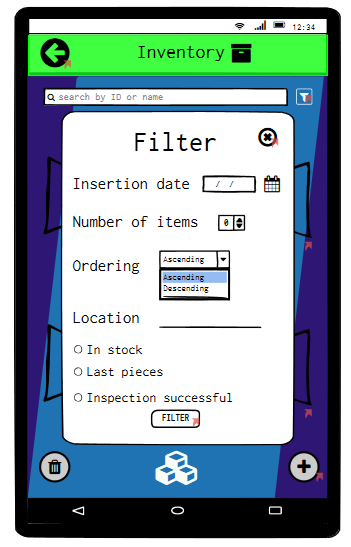 12:34
Inventory
search by ID or name
Filter
Insertion date / /
Number of items 0
Ordering Ascending
Ascending
Descending
Location
In stock
Last pieces
Inspection successful
FILTER